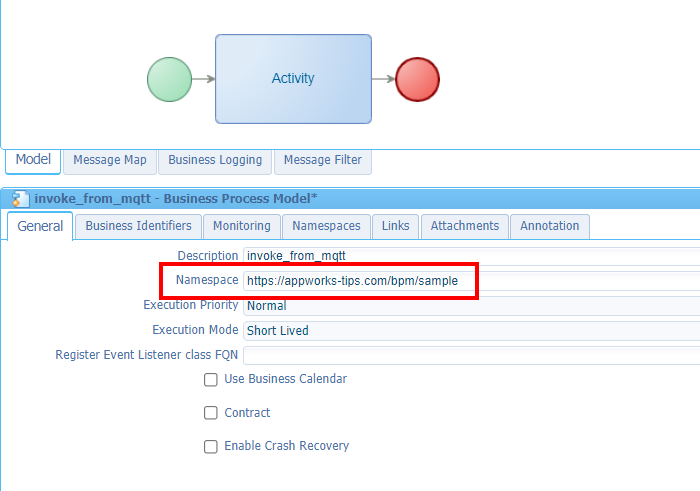 Activity
Model Message Map Business Logging Message Filter
invoke_from_mqtt - Business Process Model*
General Business Identifiers Monitoring Namespaces Links Attachments Annotation
Description invoke_from_mqtt
Namespace https://appworks-tips.com/bpm/sample
Execution Priority Normal
Execution Mode Short Lived
Register Event Listener class FQN
Use Business Calendar
Contract
Enable Crash Recovery